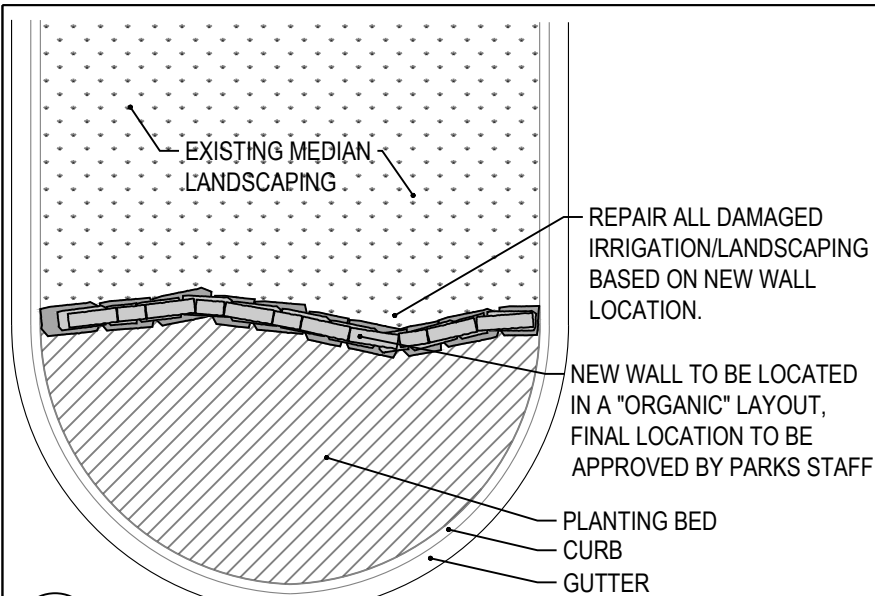 EXISTING MEDIAN
LANDSCAPING
REPAIR ALL DAMAGED
IRRIGATION/LANDSCAPING
BASED ON NEW WALL
LOCATION.
NEW WALL TO BE LOCATED
IN A "ORGANIC" LAYOUT,
FINAL LOCATION TO BE
APPROVED BY PARKS STAFF
PLANTING BED
CURB
GUTTER